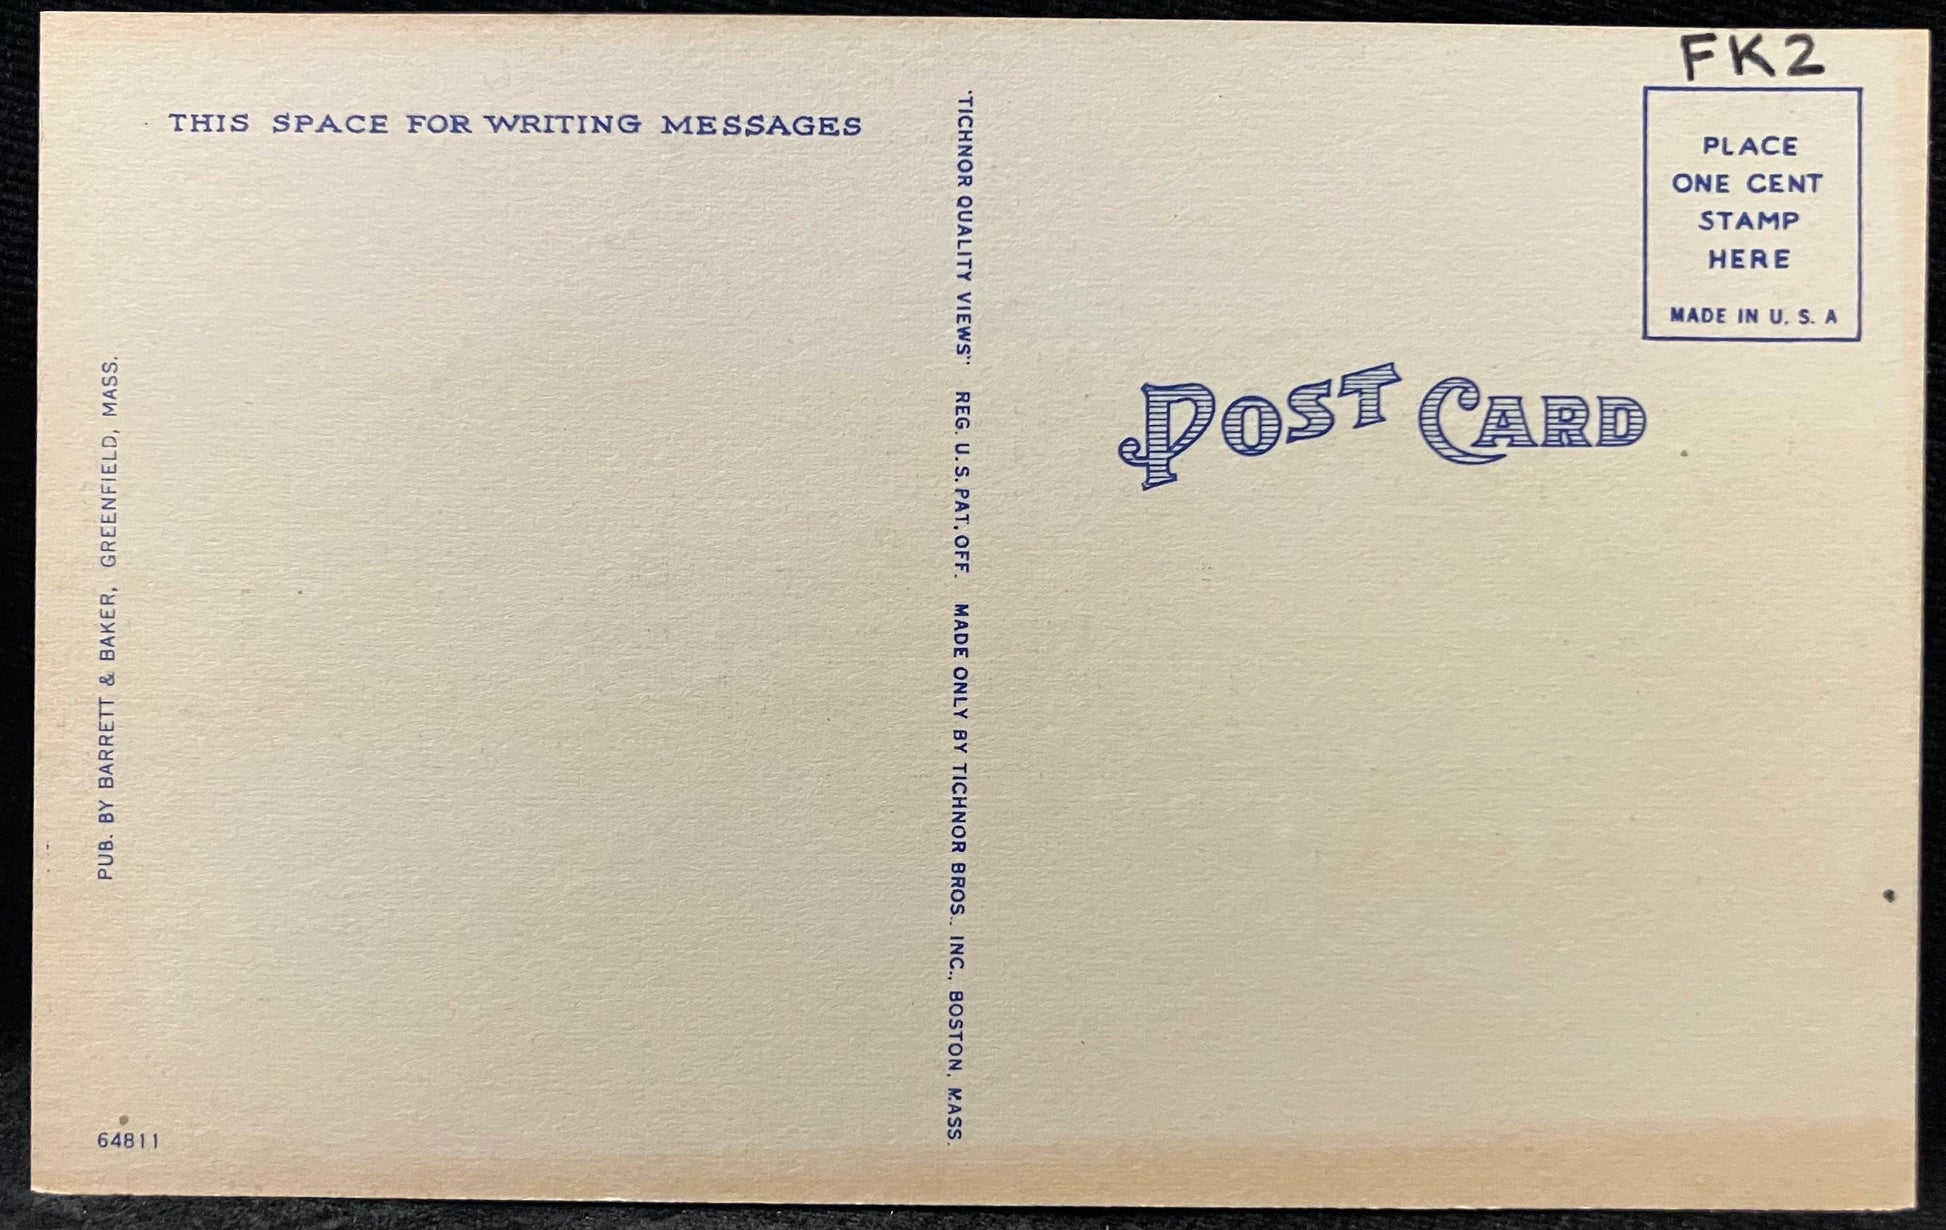 FK2
THIS SPACE FOR WRITING MESSAGES
PLACE
ONE CENT
STAMP
HERE
MADE IN U. S. A
POST CARD
PUB. BY BARRETT & BAKER, GREENFIELD, MASS.
"TICHNOR QUALITY VIEWS" REG. U. S. PAT. OFF. MADE ONLY BY TICHNOR BROS., INC., BOSTON, MASS.
64811